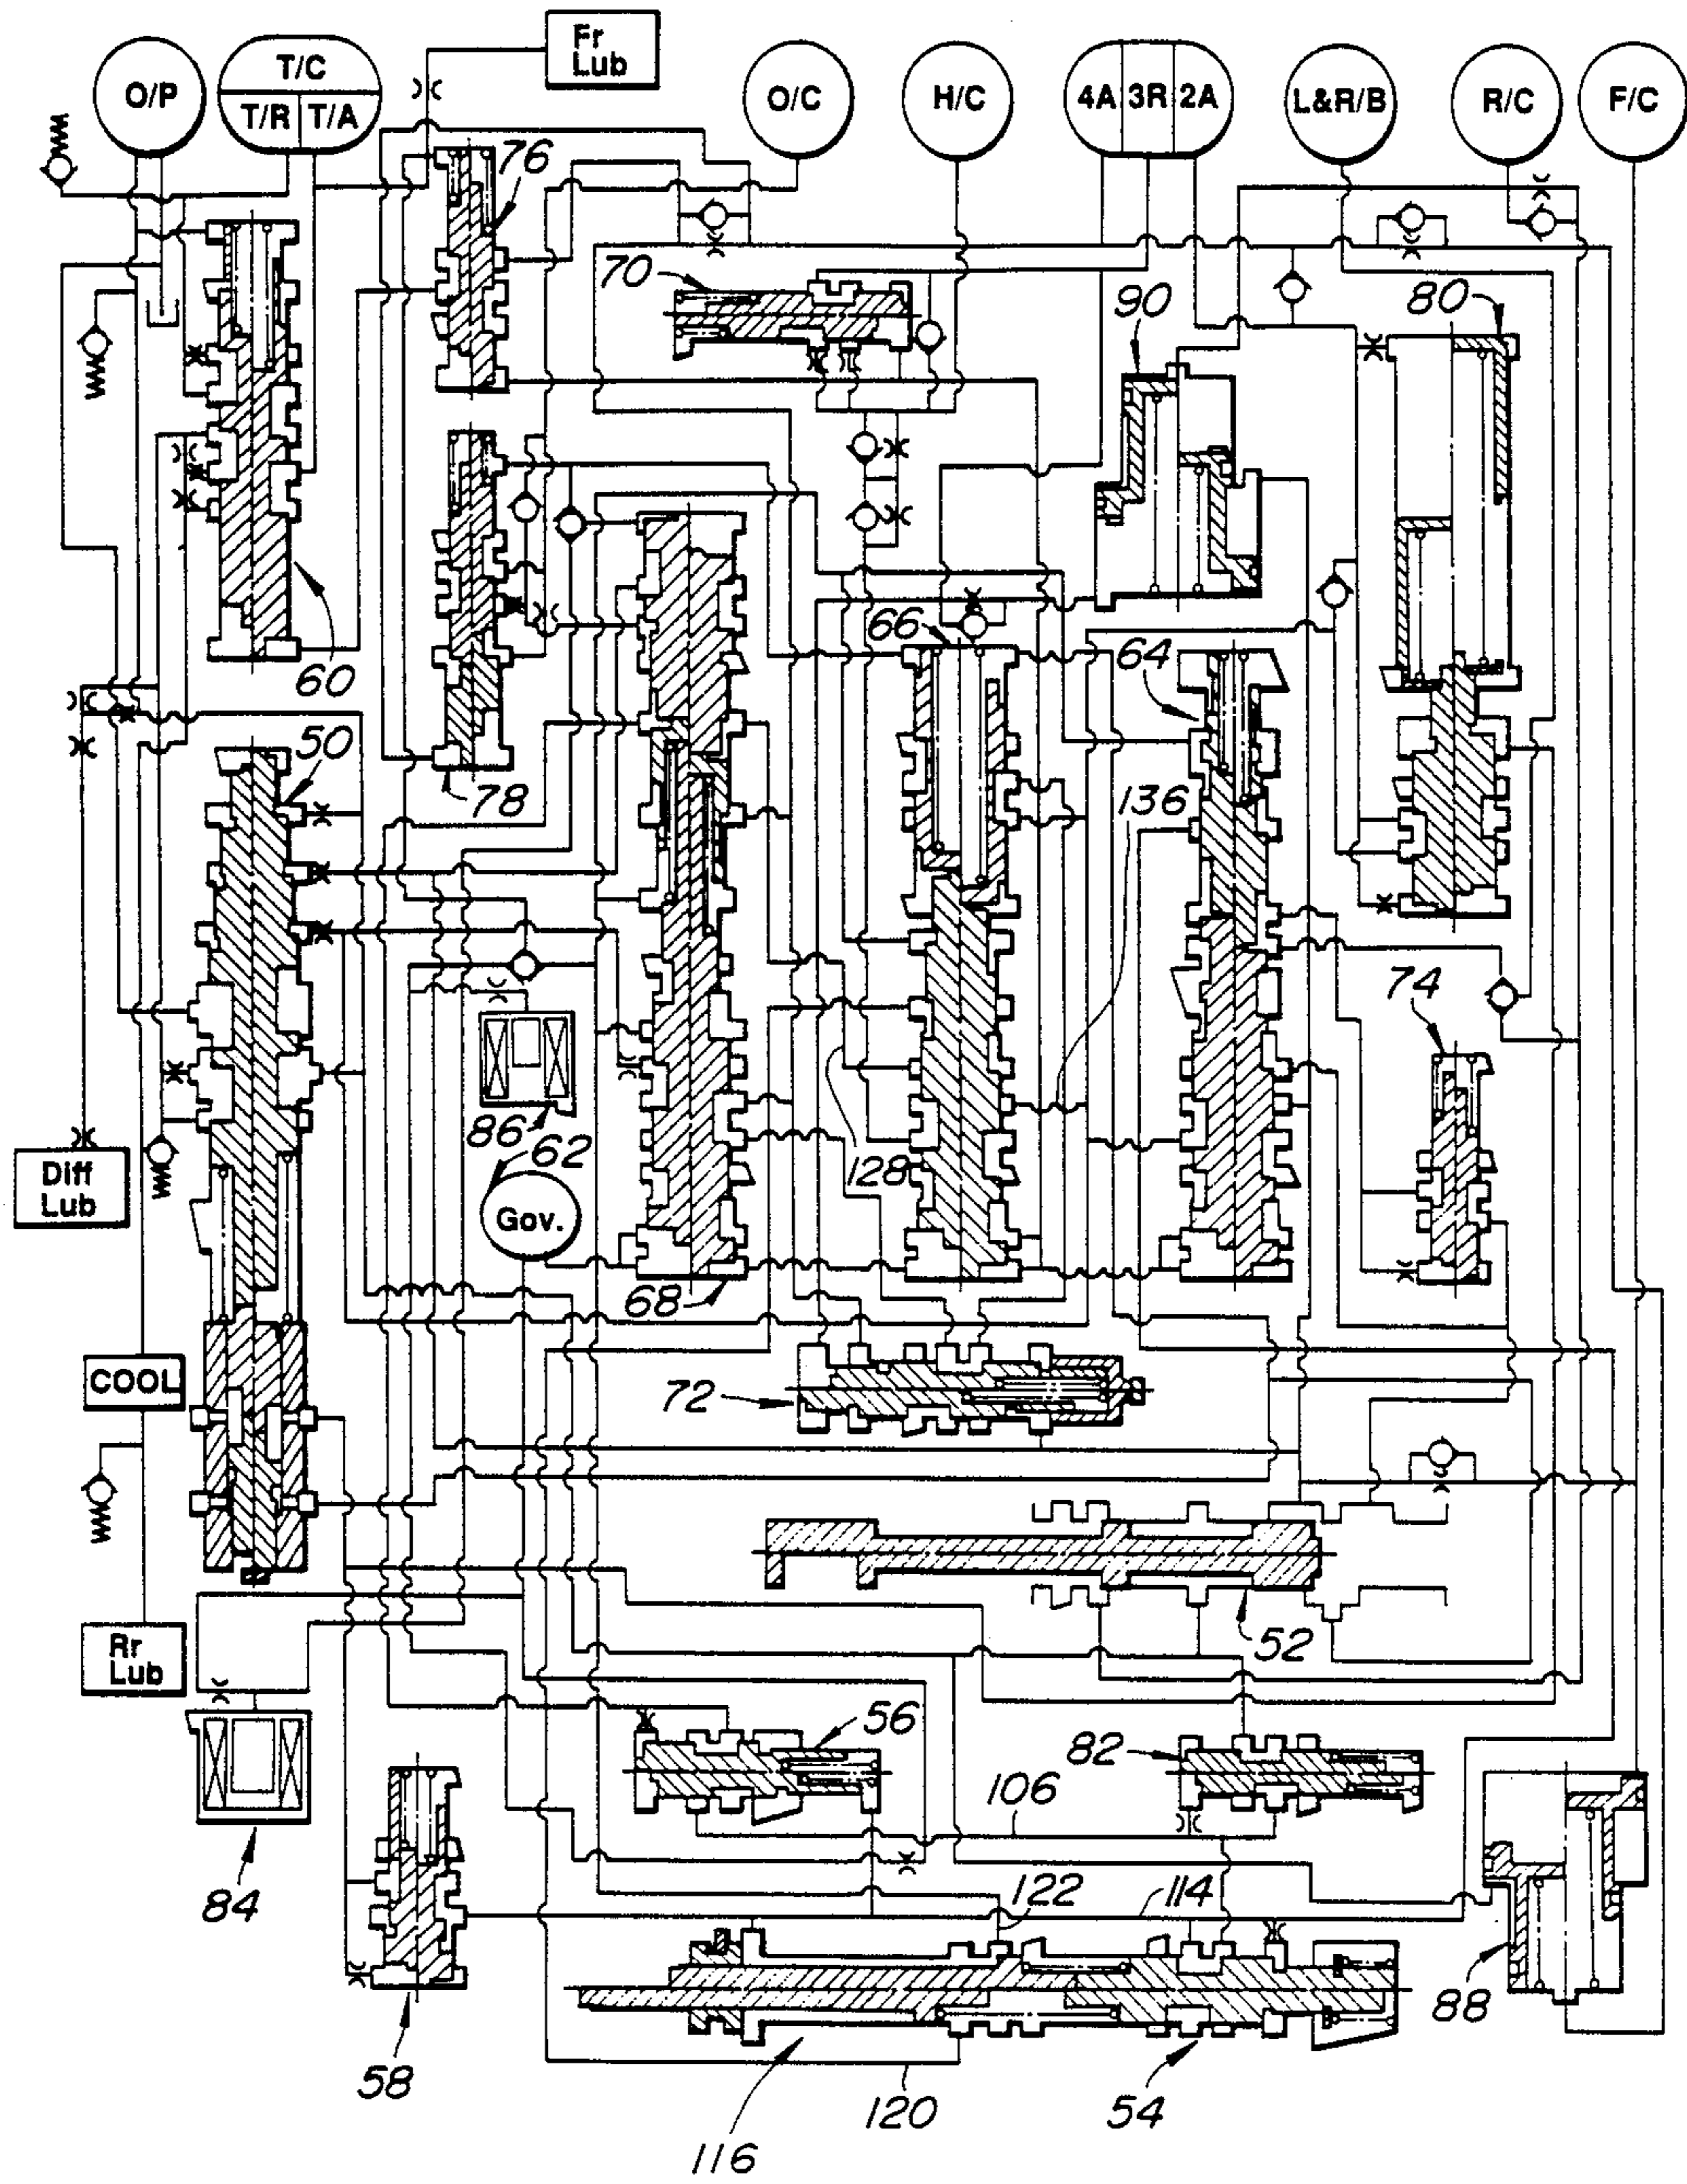 Fr
Lub
O/P
T/C
T/R T/A
O/C
H/C
4A 3R 2A
L&R/B
R/C
F/C
76
70
90
80
60
66
64
50
78
136
74
86
62
128
Diff
Lub
Gov.
68
COOL
72
Rr
Lub
52
56
82
106
84
122
114
58
88
120
54
116